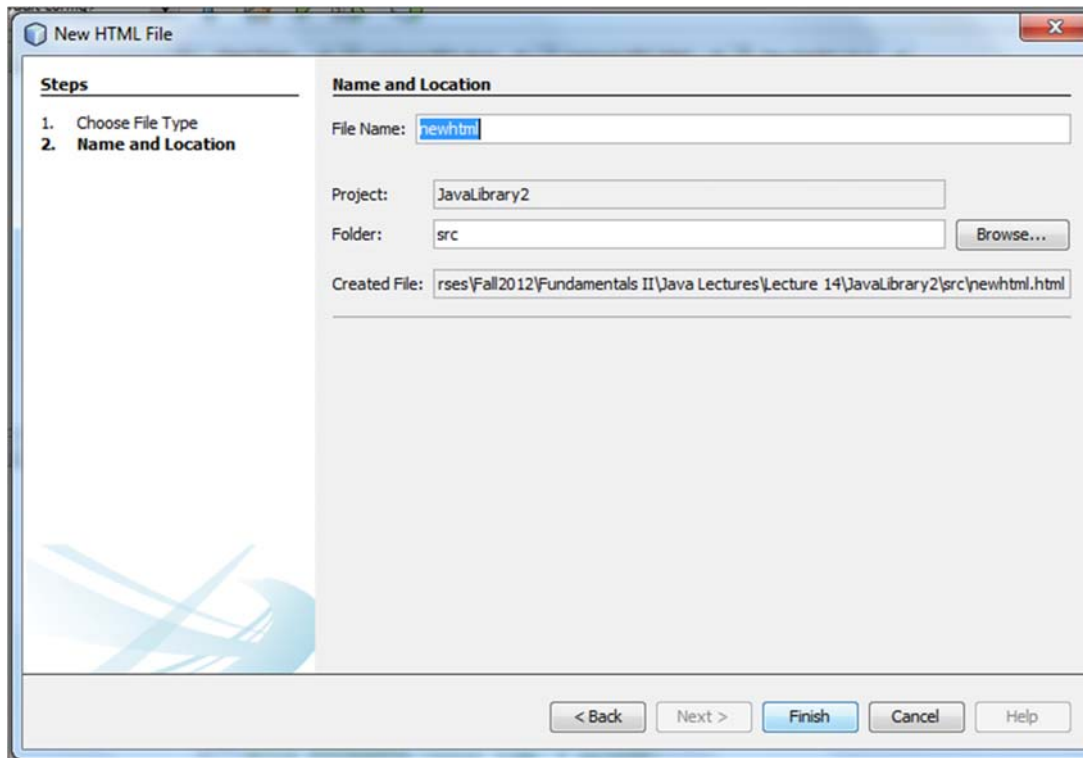 New HTML File
Steps
1. Choose File Type
2. Name and Location
Name and Location
File Name: newhtml
Project: JavaLibrary2
Folder: src Browse...
Created File: rses\Fall2012\Fundamentals II\Java Lectures\Lecture 14\JavaLibrary2\src\newhtml.html
< Back Next > Finish Cancel Help